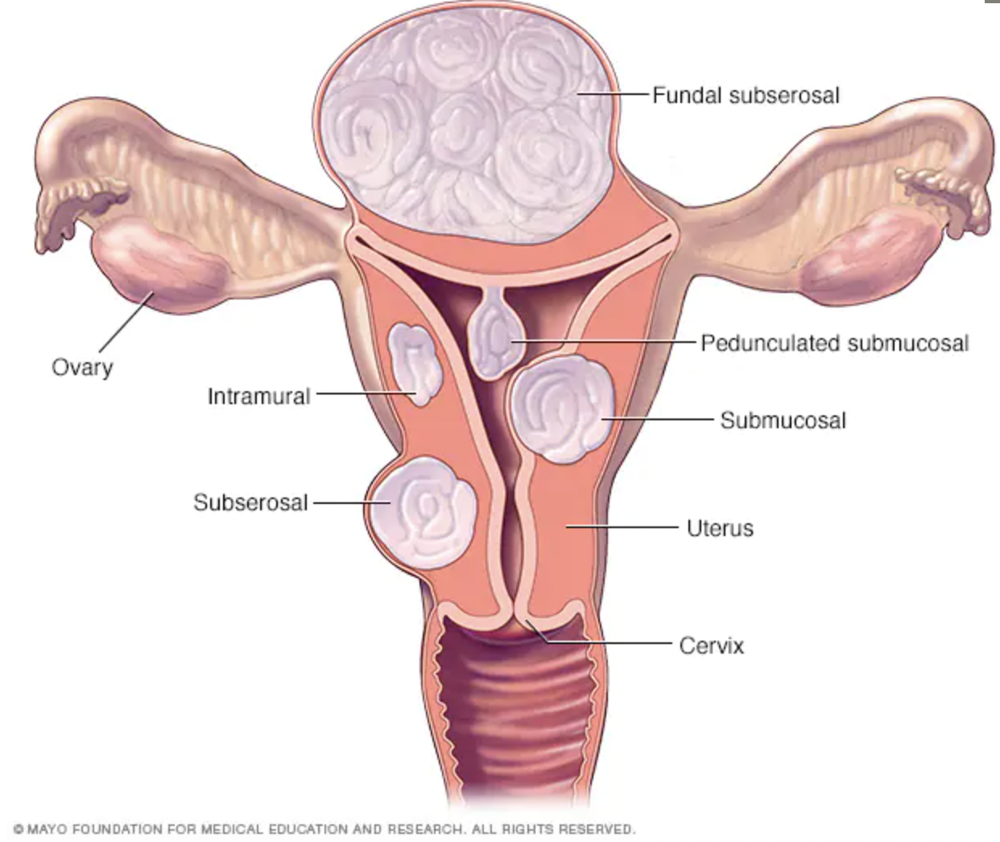 Fundal subserosal
Ovary
Pedunculated submucosal
Intramural
Submucosal
Subserosal
Uterus
Cervix
© MAYO FOUNDATION FOR MEDICAL EDUCATION AND RESEARCH. ALL RIGHTS RESERVED.